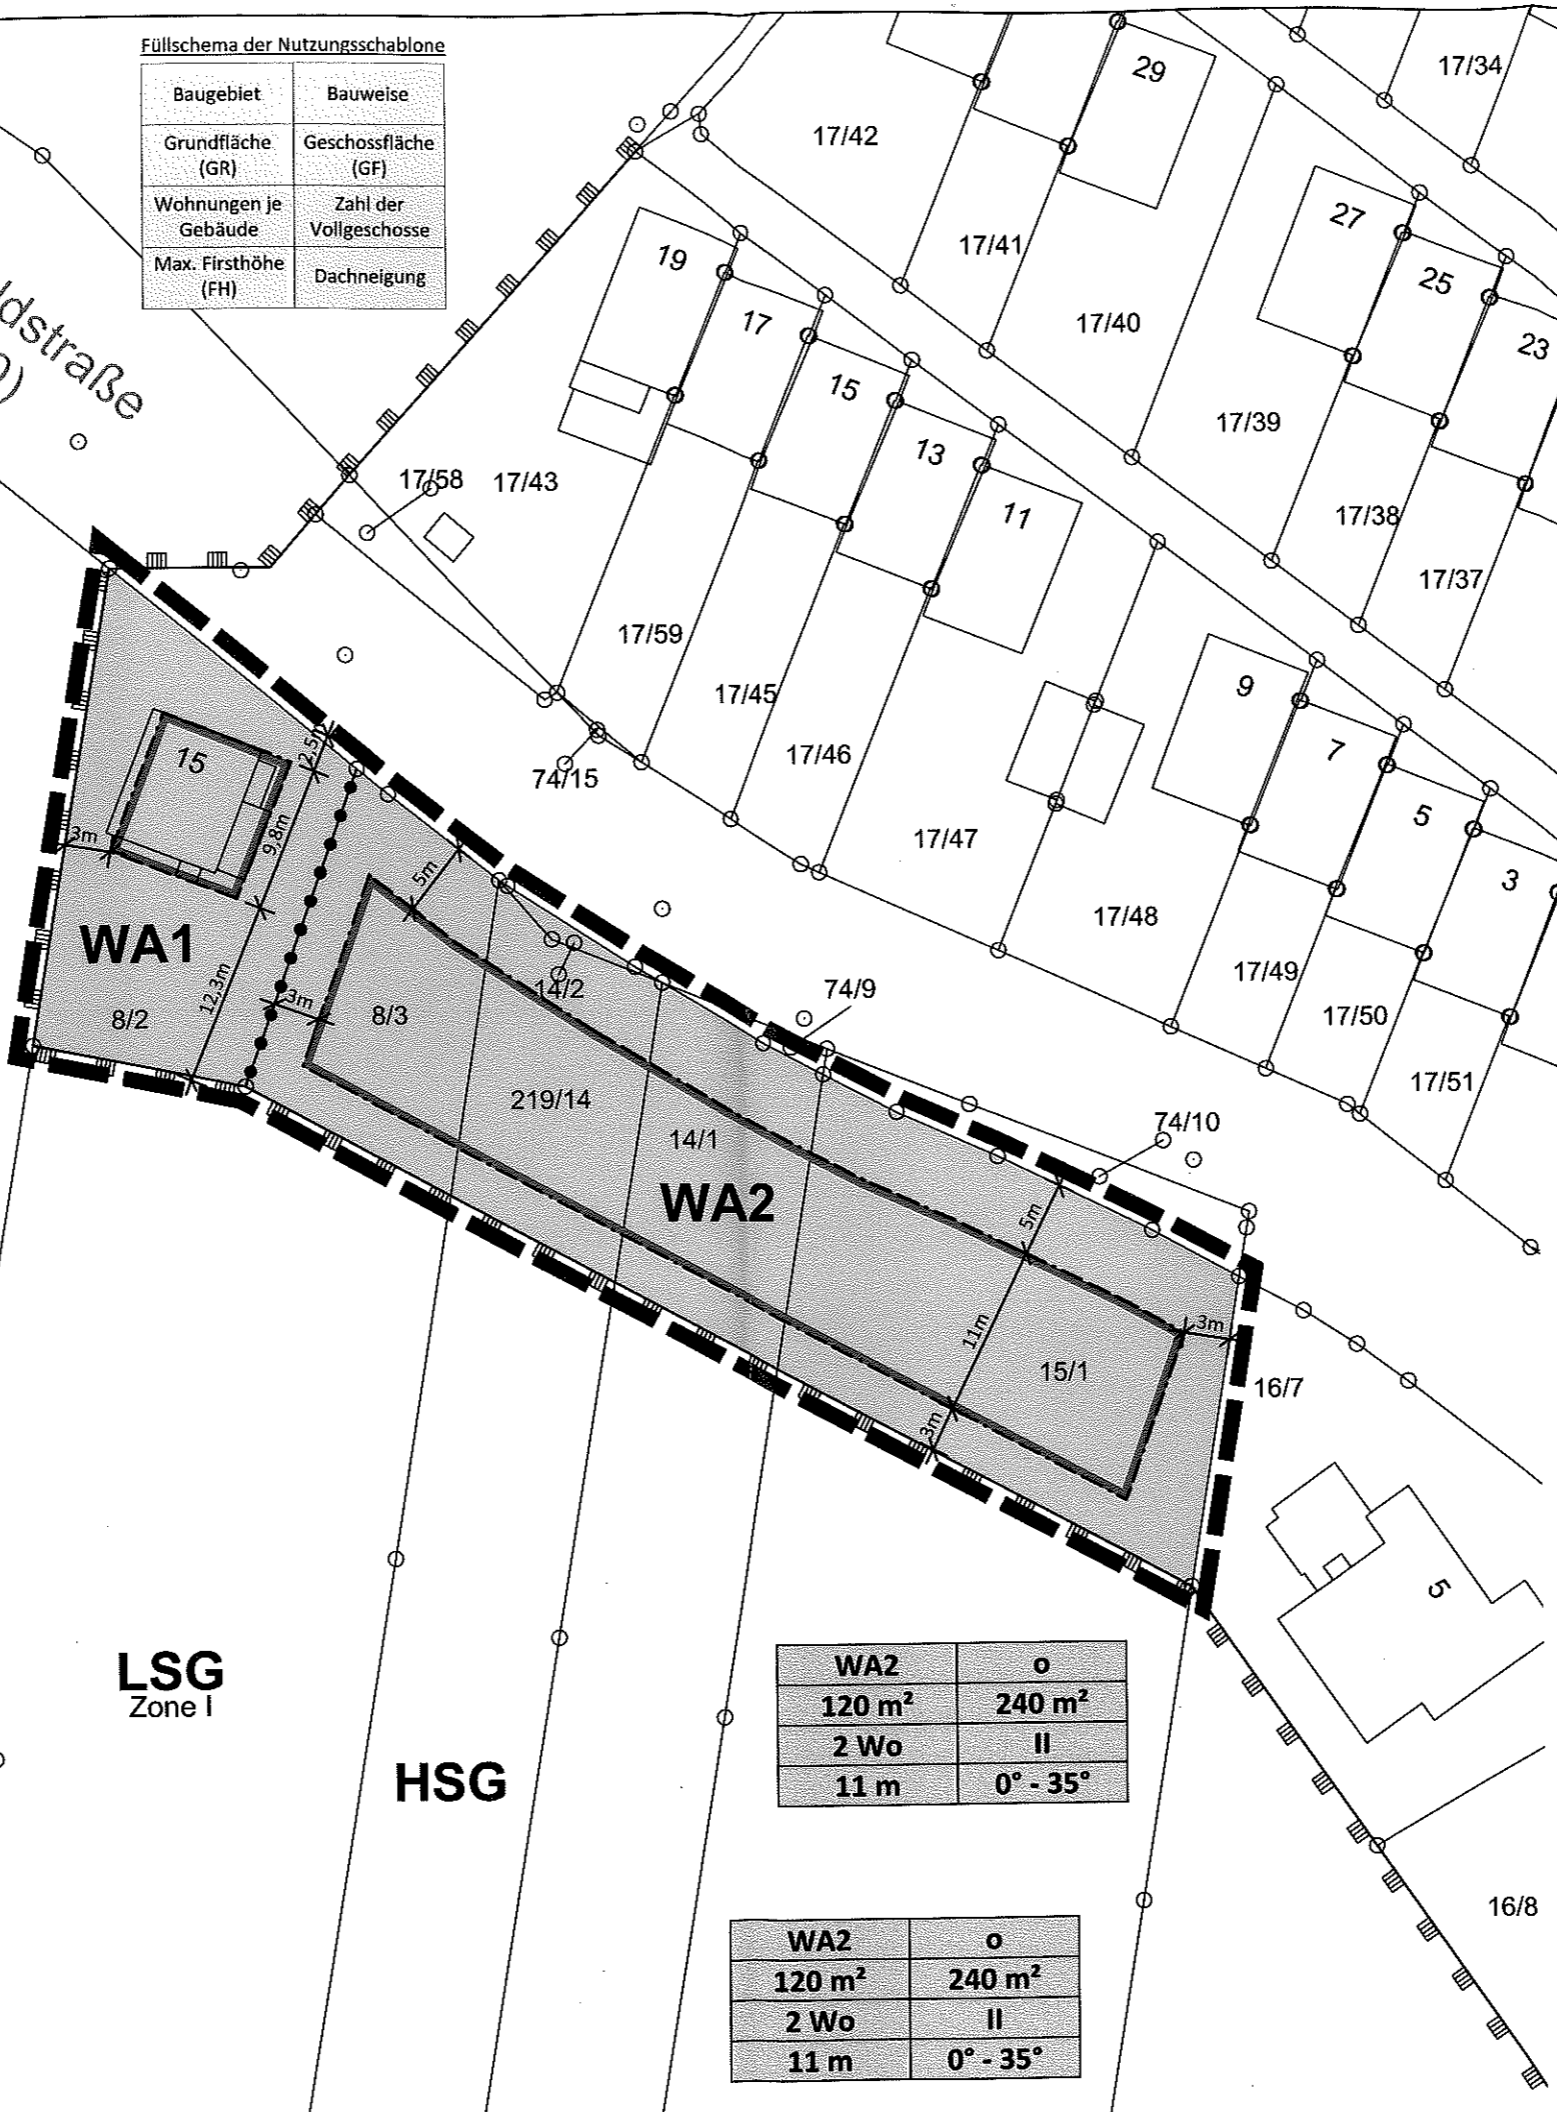 Füllschema der Nutzungsschablone
Baugebiet
Bauweise
Grundfläche
(GR)
Geschossfläche
(GF)
Wohnungen je
Gebäude
Zahl der
Vollgeschosse
Max. Firsthöhe
(FH)
Dachneigung
29
17/34
17/42
27
17/41
19
25
17
17/40
23
15
17/39
13
17/58
17/43
11
17/38
17/37
17/59
9
17/45
7
15
2,5m
17/46
74/15
5
3m
9,8m
17/47
5m
3
17/48
WA1
17/49
12,3m
3m
14/2
74/9
8/2
8/3
17/50
17/51
219/14
14/1
74/10
WA2
5m
11m
3m
15/1
16/7
3m
5
LSG
Zone I
WA2
o
120 m²
240 m²
2 Wo
II
11 m
0° - 35°
HSG
16/8
WA2
o
120 m²
240 m²
2 Wo
II
11 m
0° - 35°